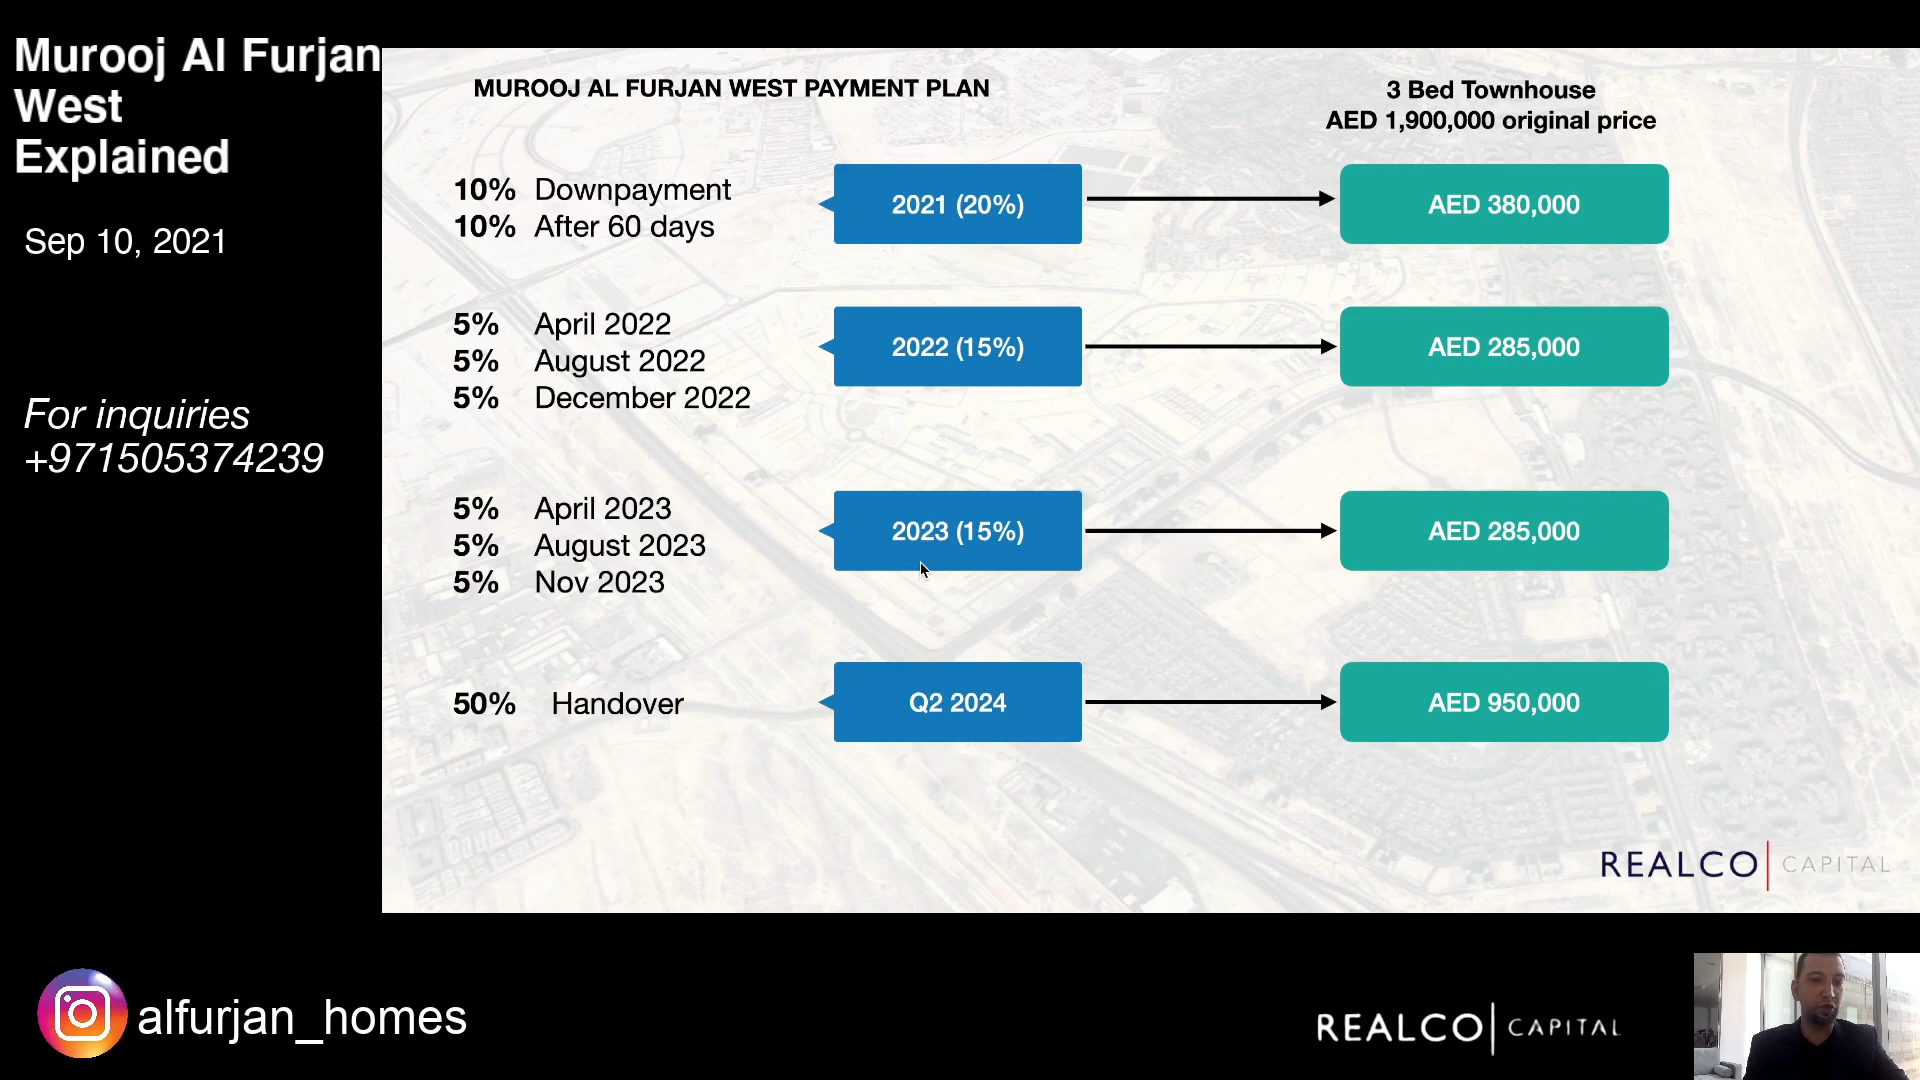 Murooj Al Furjan
West
Explained
Sep 10, 2021
For inquiries
+971505374239
MUROOJ AL FURJAN WEST PAYMENT PLAN
3 Bed Townhouse
AED 1,900,000 original price
10% Downpayment
10% After 60 days
2021 (20%)
AED 380,000
5% April 2022
5% August 2022
5% December 2022
2022 (15%)
AED 285,000
5% April 2023
5% August 2023
5% Nov 2023
2023 (15%)
AED 285,000
50% Handover
Q2 2024
AED 950,000
REALCO CAPITAL
alfurjan_homes
REALCO CAPITAL